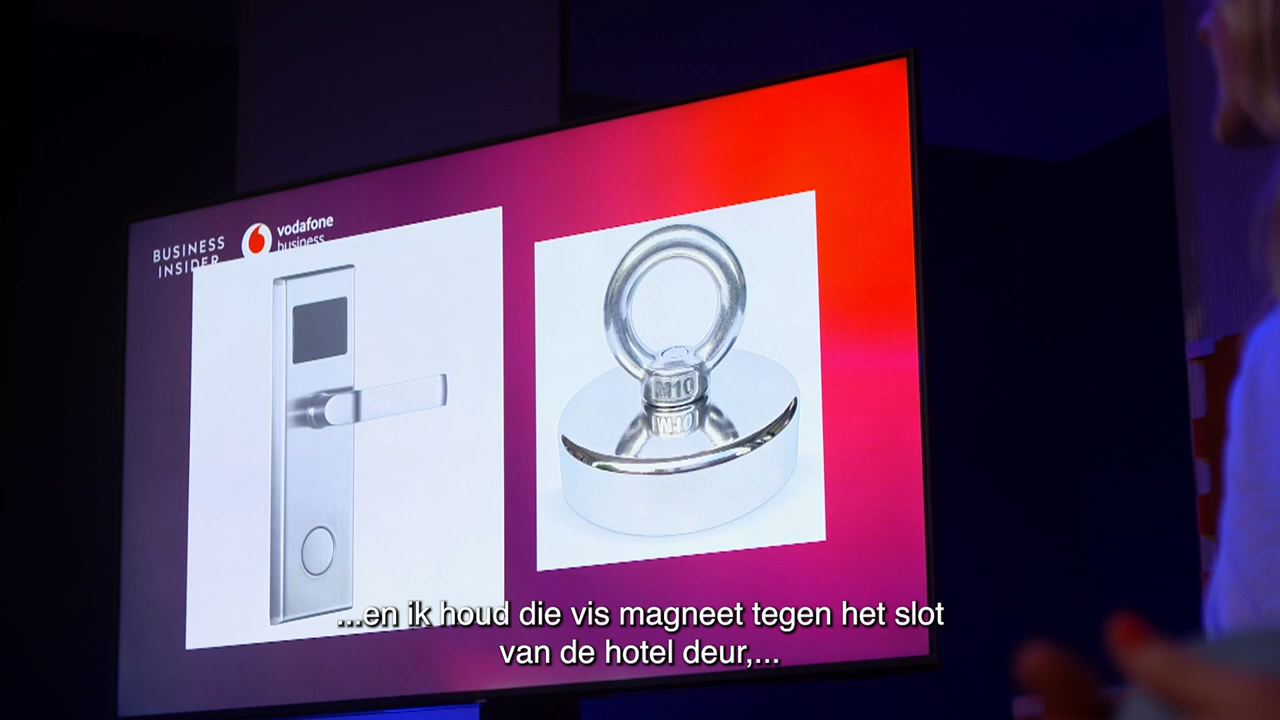 BUSINESS
INSIDER
vodafone
business
M10
M10
...en ik houd die vis magneet tegen het slot
van de hotel deur,...